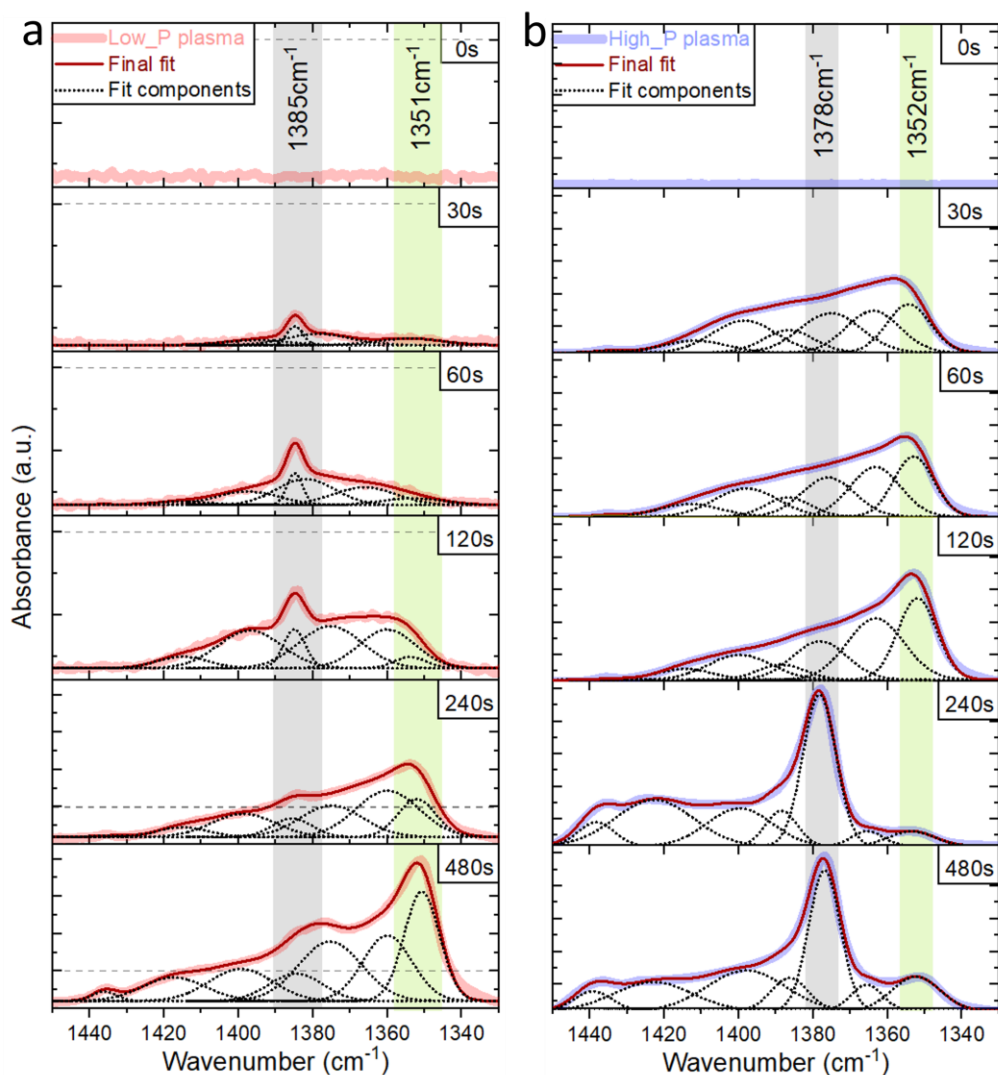 a
Low_P plasma
Final fit
Fit components
1385cm-1
1351cm-1
0s
30s
60s
120s
240s
480s
1440 1420 1400 1380 1360 1340
Wavenumber (cm-1)
Absorbance (a.u.)
b
High_P plasma
Final fit
Fit components
1378cm-1
1352cm-1
0s
30s
60s
120s
240s
480s
1440 1420 1400 1380 1360 1340
Wavenumber (cm-1)